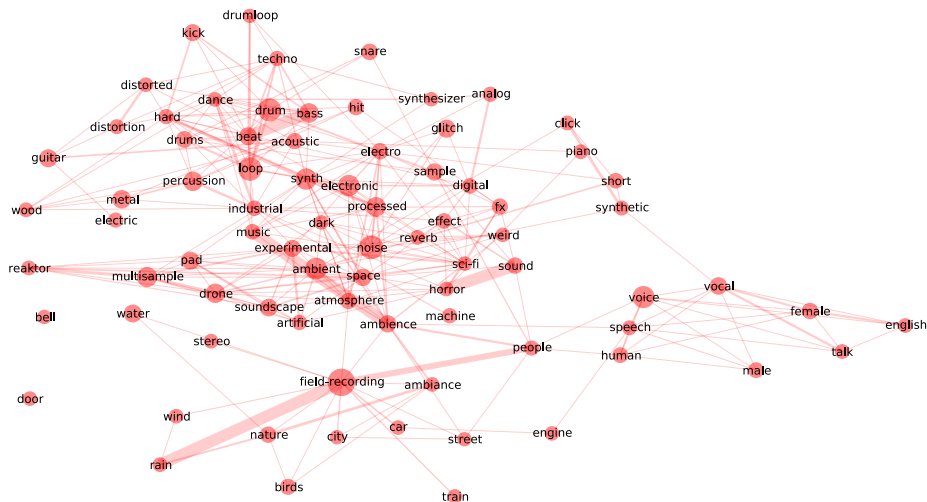 drumloop
kick
snare
techno
distorted
synthesizer
analog
dance
hit
drum
bass
hard
click
distortion
glitch
beat
drums
acoustic
electro
piano
guitar
loop
sample
percussion
synth
electronic
digital
short
metal
wood
industrial
processed
fx
synthetic
electric
dark
effect
music
reverb
weird
experimental
noise
pad
reaktor
multisample
ambient
space
sci-fi
sound
drone
horror
atmosphere
voice
vocal
soundscape
female
bell
water
artificial
ambience
machine
speech
english
stereo
people
human
talk
male
field-recording
ambiance
door
wind
car
nature
city
street
engine
rain
birds
train